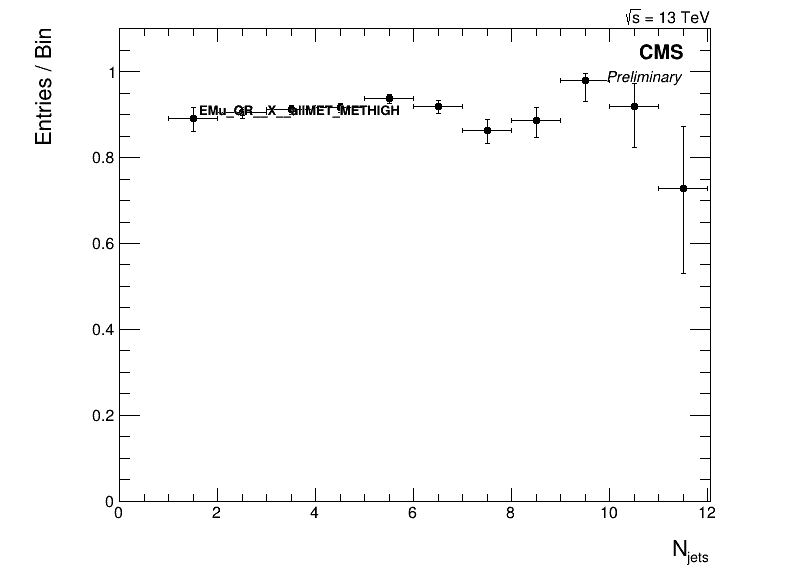 √s = 13 TeV
CMS
Preliminary
Entries / Bin
EMu_CR__X__allMET_METHIGH
1
0.8
0.6
0.4
0.2
0
0 2 4 6 8 10 12
N_jets